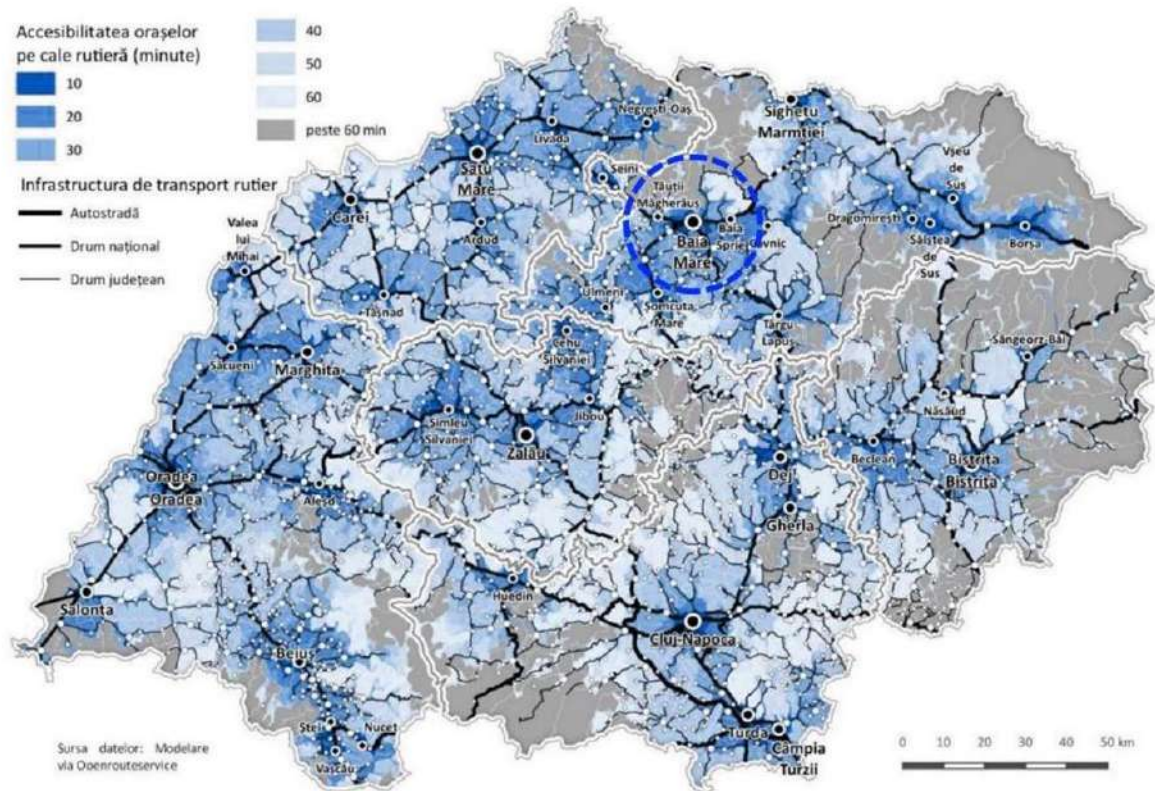 Accesibilitatea orașelor
pe cale rutieră (minute)
10
20
30
40
50
60
peste 60 min
Infrastructura de transport rutier
Autostradă
Drum național
Drum județean
Negrești-Oaș
Sighetu
Marmției
Livada
Satu
Mare
Seini
Vșeu
de
Sus
Tăuții
Măgherăuș
Carei
Dragomirești
Baia
Sprie
Cavnic
Baia
Mare
Ardud
Săliștea
de
Sus
Borșa
Valea
lui
Mihai
Ulmeni
Șomcuta
Mare
Tășnad
Târgu
Lăpuș
Cehu
Silvaniei
Săcueni
Marghita
Sângeorz-Băi
Jibou
Năsăud
Șimleu
Silvaniei
Zalău
Beclean
Bistrița
Bistrița
Dej
Oradea
Oradea
Aleșd
Gherla
Huedin
Salonta
Cluj-Napoca
Beiuș
Ștei
Nucet
Vașcău
Turda
Câmpia
Turzii
Sursa datelor: Modelare
via Openrouteservice
0 10 20 30 40 50 km